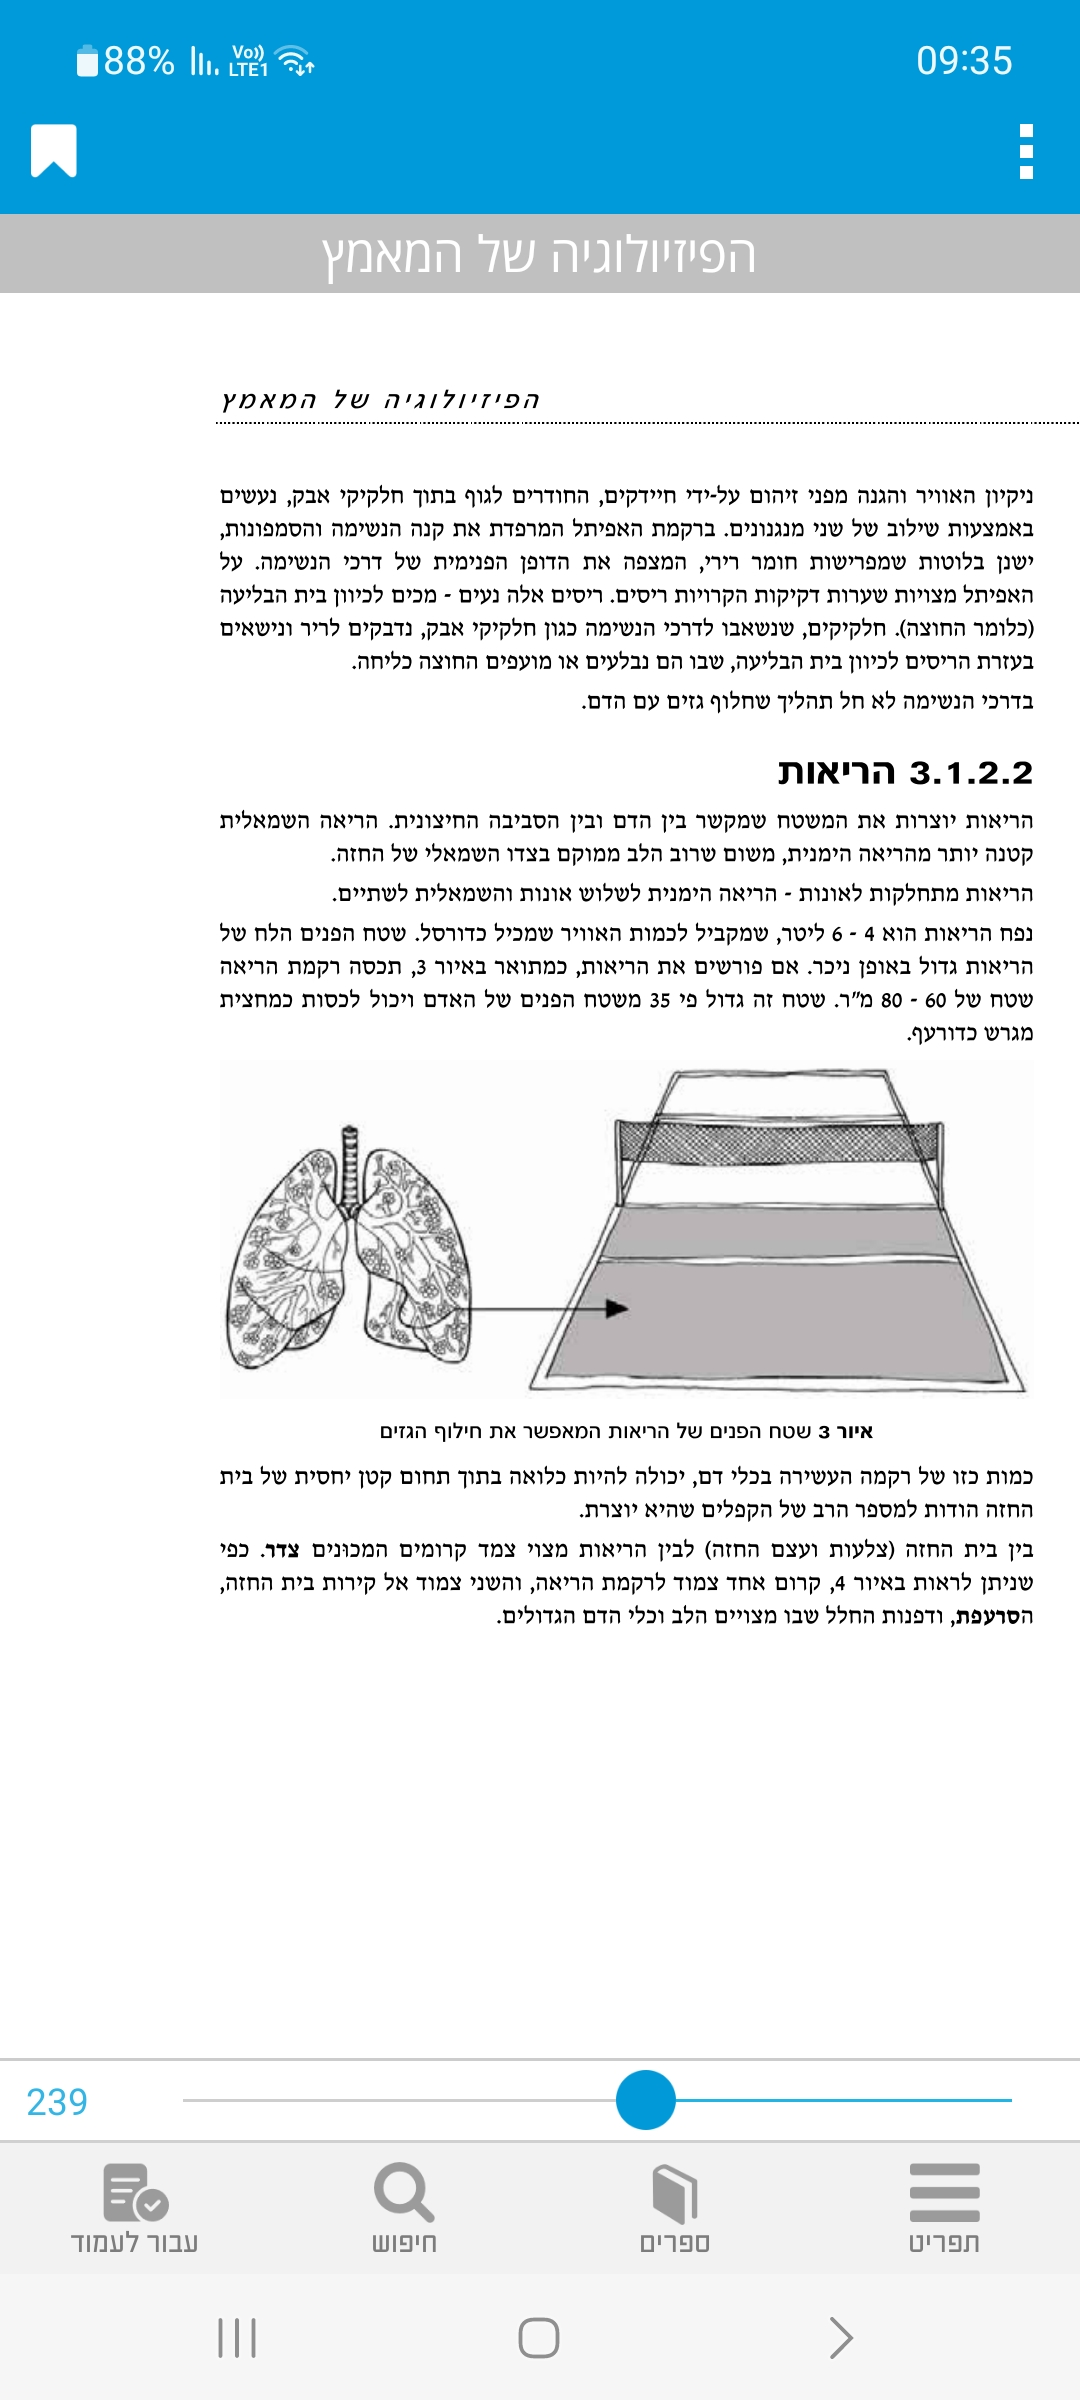 88% Vo)) LTE1 09:35
הפיזיולוגיה של המאמץ
הפיזיולוגיה של המאמץ
ניקיון האוויר והגנה מפני זיהום על-ידי חיידקים, החודרים לגוף בתוך חלקיקי אבק, נעשים
באמצעות שילוב של שני מנגנונים. ברקמת האפיתל המרפדת את קנה הנשימה והסמפונות,
ישנן בלוטות שמפרישות חומר רירי, המצפה את הדופן הפנימית של דרכי הנשימה. על
האפיתל מצויות שערות דקיקות הקרויות ריסים. ריסים אלה נעים - מכים לכיוון בית הבליעה
(כלומר החוצה). חלקיקים, שנשאבו לדרכי הנשימה כגון חלקיקי אבק, נדבקים לריר ונישאים
בעזרת הריסים לכיוון בית הבליעה, שבו הם נבלעים או מועפים החוצה כליחה.
בדרכי הנשימה לא חל תהליך שחלוף גזים עם הדם.
3.1.2.2 הריאות
הריאות יוצרות את המשטח שמקשר בין הדם ובין הסביבה החיצונית. הריאה השמאלית
קטנה יותר מהריאה הימנית, משום שרוב הלב ממוקם בצדו השמאלי של החזה.
הריאות מתחלקות לאונות - הריאה הימנית לשלוש אונות והשמאלית לשתיים.
נפח הריאות הוא 4 - 6 ליטר, שמקביל לכמות האוויר שמכיל כדורסל. שטח הפנים הלח של
הריאות גדול באופן ניכר. אם פורשים את הריאות, כמתואר באיור 3, תכסה רקמת הריאה
שטח של 60 - 80 מ"ר. שטח זה גדול פי 35 משטח הפנים של האדם ויכול לכסות כמחצית
מגרש כדורעף.
איור 3 שטח הפנים של הריאות המאפשר את חילוף הגזים
כמות כזו של רקמה העשירה בכלי דם, יכולה להיות כלואה בתוך תחום קטן יחסית של בית
החזה הודות למספר הרב של הקפלים שהיא יוצרת.
בין בית החזה (צלעות ועצם החזה) לבין הריאות מצוי צמד קרומים המכונים צדר. כפי
שניתן לראות באיור 4, קרום אחד צמוד לרקמת הריאה, והשני צמוד אל קירות בית החזה,
הסרעפת, ודפנות החלל שבו מצויים הלב וכלי הדם הגדולים.
239
תפריט
ספרים
חיפוש
עבור לעמוד